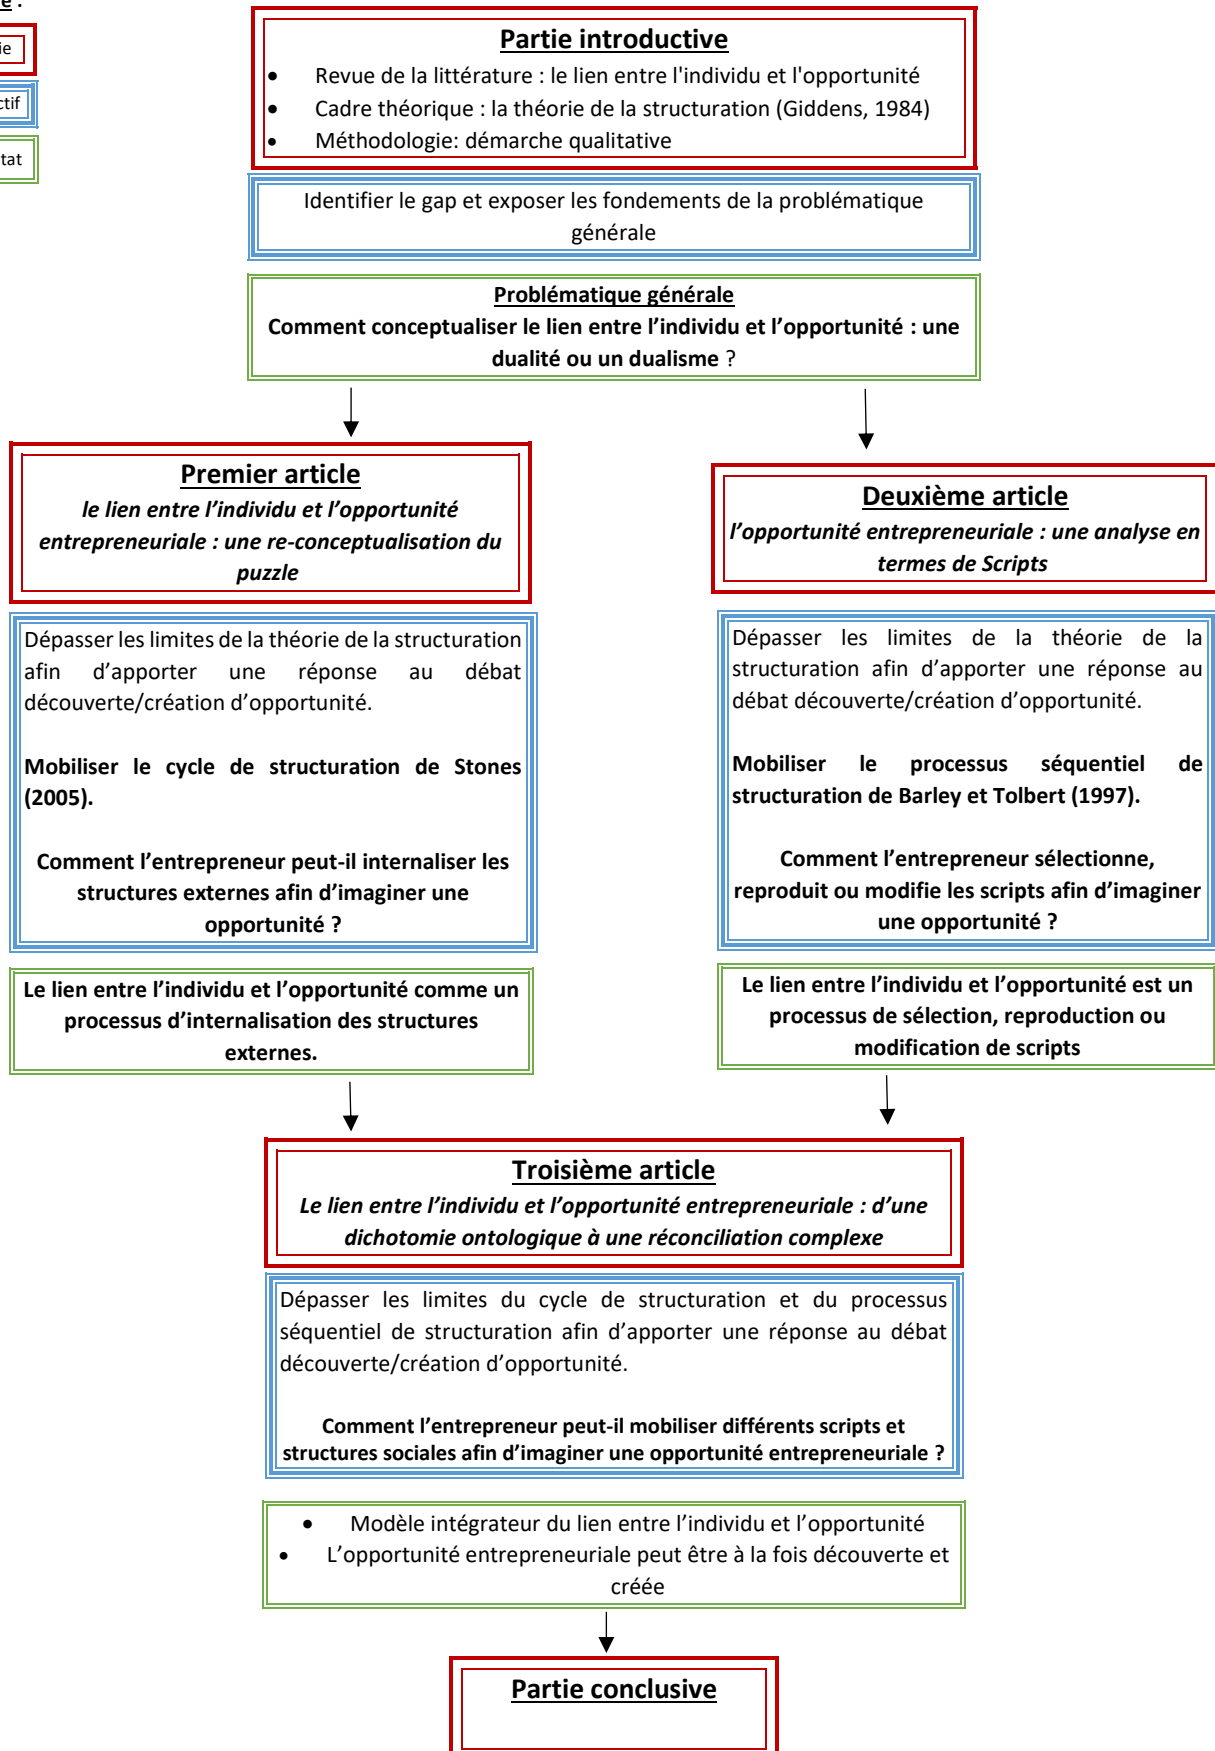 Partie introductive
• Revue de la littérature : le lien entre l'individu et l'opportunité
• Cadre théorique : la théorie de la structuration (Giddens, 1984)
• Méthodologie: démarche qualitative
Identifier le gap et exposer les fondements de la problématique
générale
Problématique générale
Comment conceptualiser le lien entre l’individu et l’opportunité : une
dualité ou un dualisme ?
Premier article
le lien entre l’individu et l’opportunité
entrepreneuriale : une re-conceptualisation du
puzzle
Dépasser les limites de la théorie de la structuration
afin d’apporter une réponse au débat
découverte/création d’opportunité.
Mobiliser le cycle de structuration de Stones
(2005).
Comment l’entrepreneur peut-il internaliser les
structures externes afin d’imaginer une
opportunité ?
Le lien entre l’individu et l’opportunité comme un
processus d’internalisation des structures
externes.
Deuxième article
l’opportunité entrepreneuriale : une analyse en
termes de Scripts
Dépasser les limites de la théorie de la
structuration afin d’apporter une réponse au
débat découverte/création d’opportunité.
Mobiliser le processus séquentiel de
structuration de Barley et Tolbert (1997).
Comment l’entrepreneur sélectionne,
reproduit ou modifie les scripts afin d’imaginer
une opportunité ?
Le lien entre l’individu et l’opportunité est un
processus de sélection, reproduction ou
modification de scripts
Troisième article
Le lien entre l’individu et l’opportunité entrepreneuriale : d’une
dichotomie ontologique à une réconciliation complexe
Dépasser les limites du cycle de structuration et du processus
séquentiel de structuration afin d’apporter une réponse au débat
découverte/création d’opportunité.
Comment l’entrepreneur peut-il mobiliser différents scripts et
structures sociales afin d’imaginer une opportunité entrepreneuriale ?
• Modèle intégrateur du lien entre l’individu et l’opportunité
• L’opportunité entrepreneuriale peut être à la fois découverte et
créée
Partie conclusive